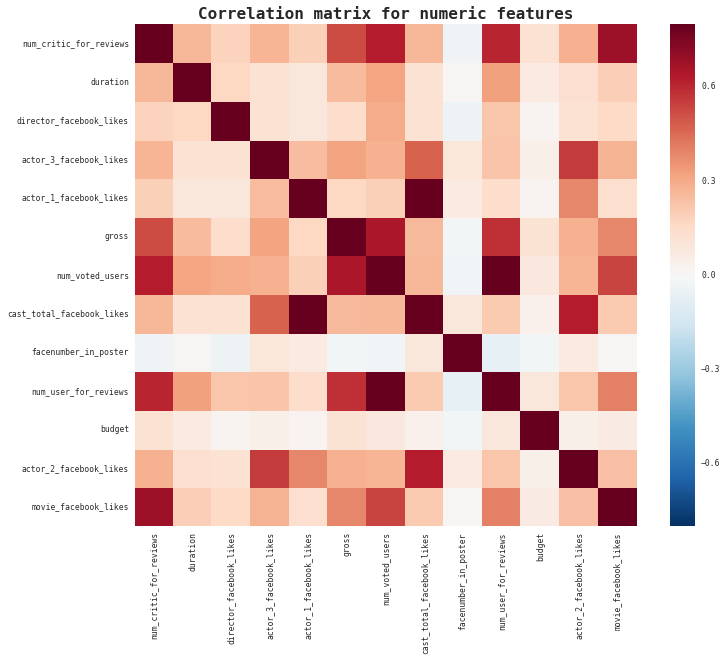 Correlation matrix for numeric features
num_critic_for_reviews
duration
director_facebook_likes
actor_3_facebook_likes
actor_1_facebook_likes
gross
num_voted_users
cast_total_facebook_likes
facenumber_in_poster
num_user_for_reviews
budget
actor_2_facebook_likes
movie_facebook_likes
0.6
0.3
0.0
−0.3
−0.6
num_critic_for_reviews
duration
director_facebook_likes
actor_3_facebook_likes
actor_1_facebook_likes
gross
num_voted_users
cast_total_facebook_likes
facenumber_in_poster
num_user_for_reviews
budget
actor_2_facebook_likes
movie_facebook_likes